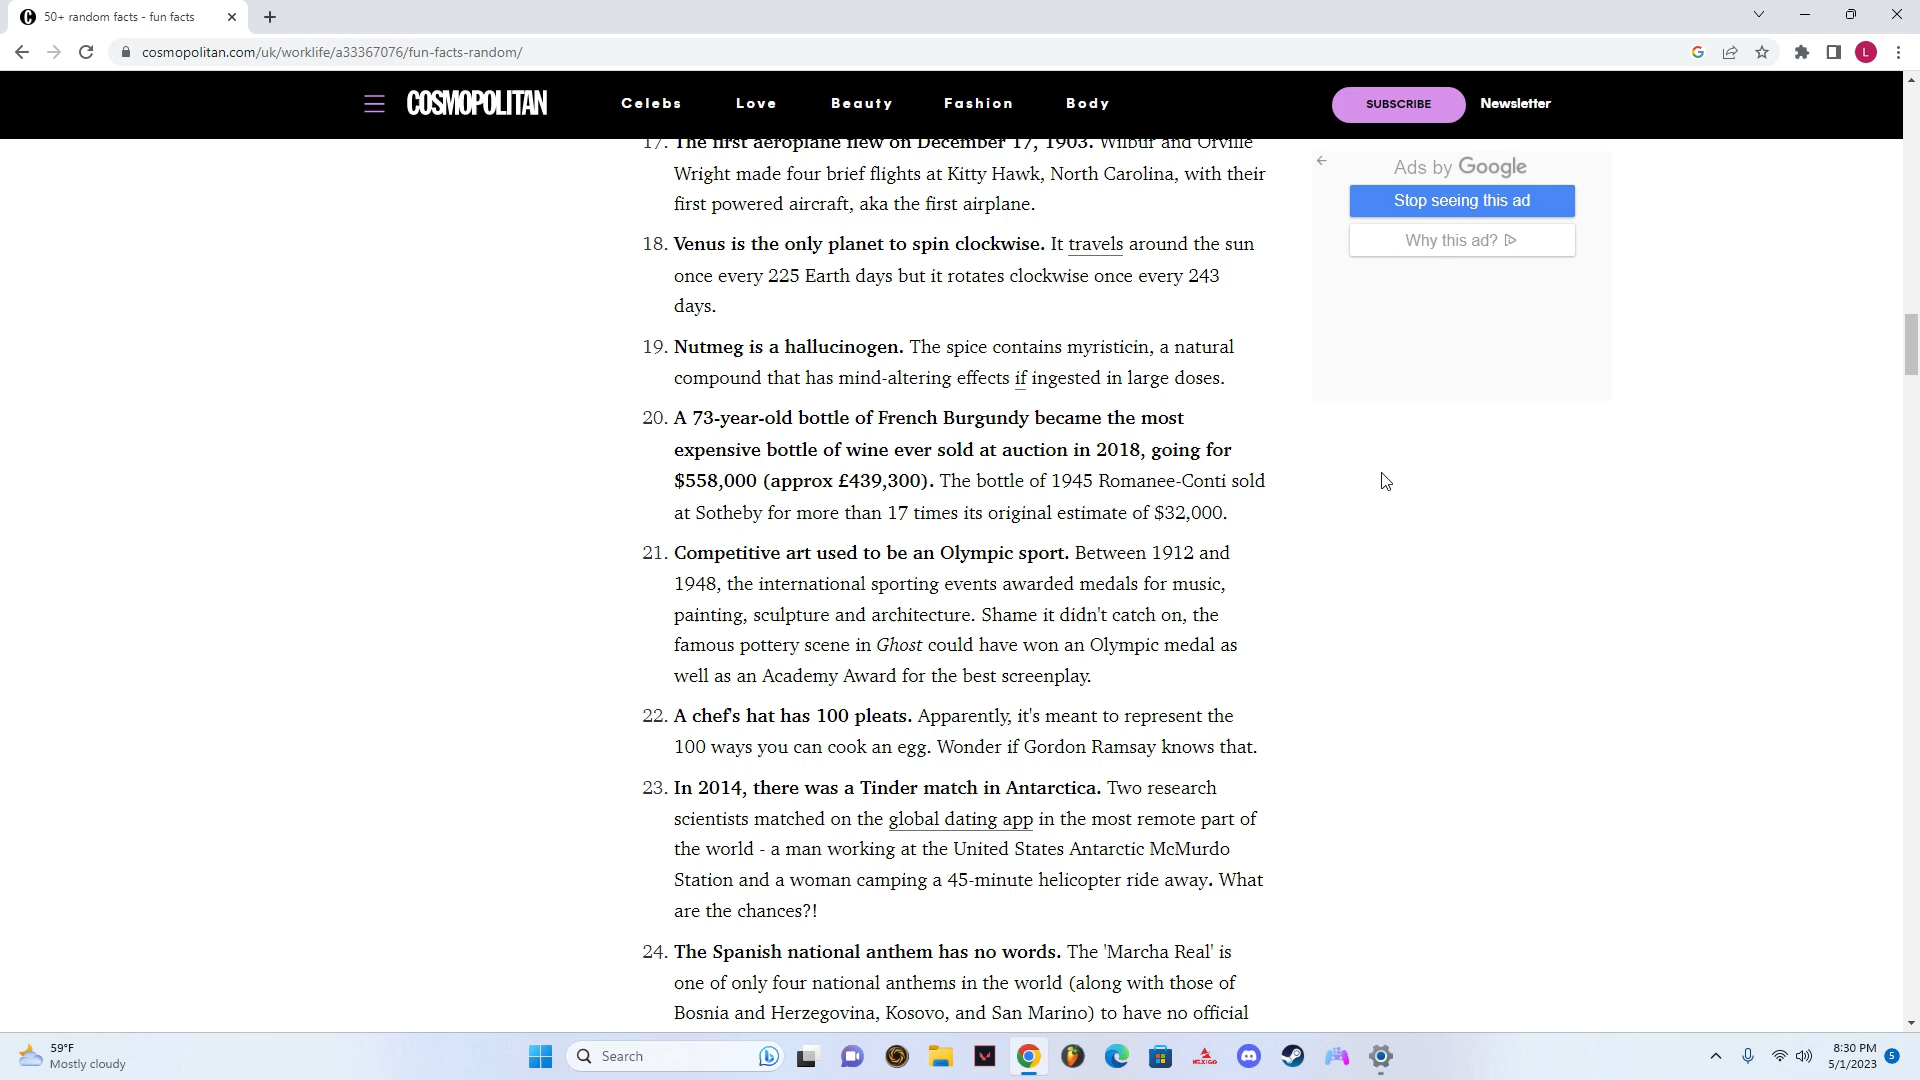 50+ random facts - fun facts
cosmopolitan.com/uk/worklife/a33367076/fun-facts-random/
L
COSMOPOLITAN
Celebs
Love
Beauty
Fashion
Body
SUBSCRIBE
Newsletter
17. The first aeroplane flew on December 17, 1903. Wilbur and Orville
Wright made four brief flights at Kitty Hawk, North Carolina, with their
first powered aircraft, aka the first airplane.
18. Venus is the only planet to spin clockwise. It travels around the sun
once every 225 Earth days but it rotates clockwise once every 243
days.
19. Nutmeg is a hallucinogen. The spice contains myristicin, a natural
compound that has mind-altering effects if ingested in large doses.
20. A 73-year-old bottle of French Burgundy became the most
expensive bottle of wine ever sold at auction in 2018, going for
$558,000 (approx £439,300). The bottle of 1945 Romanee-Conti sold
at Sotheby for more than 17 times its original estimate of $32,000.
21. Competitive art used to be an Olympic sport. Between 1912 and
1948, the international sporting events awarded medals for music,
painting, sculpture and architecture. Shame it didn't catch on, the
famous pottery scene in Ghost could have won an Olympic medal as
well as an Academy Award for the best screenplay.
22. A chef's hat has 100 pleats. Apparently, it's meant to represent the
100 ways you can cook an egg. Wonder if Gordon Ramsay knows that.
23. In 2014, there was a Tinder match in Antarctica. Two research
scientists matched on the global dating app in the most remote part of
the world - a man working at the United States Antarctic McMurdo
Station and a woman camping a 45-minute helicopter ride away. What
are the chances?!
24. The Spanish national anthem has no words. The 'Marcha Real' is
one of only four national anthems in the world (along with those of
Bosnia and Herzegovina, Kosovo, and San Marino) to have no official
Ads by Google
Stop seeing this ad
Why this ad?
59°F
Mostly cloudy
Search
8:30 PM
5/1/2023
5